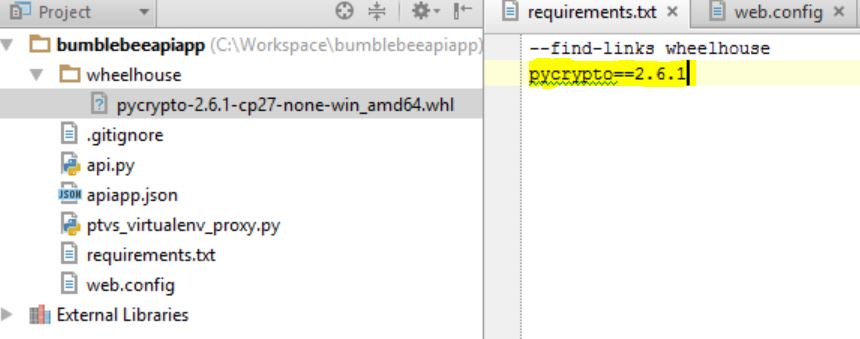 Project
bumblebeeapiapp (C:\Workspace\bumblebeeapiapp)
wheelhouse
pycrypto-2.6.1-cp27-none-win_amd64.whl
.gitignore
api.py
JSON apiapp.json
ptvs_virtualenv_proxy.py
requirements.txt
web.config
External Libraries
requirements.txt
web.config
--find-links wheelhouse
pycrypto==2.6.1